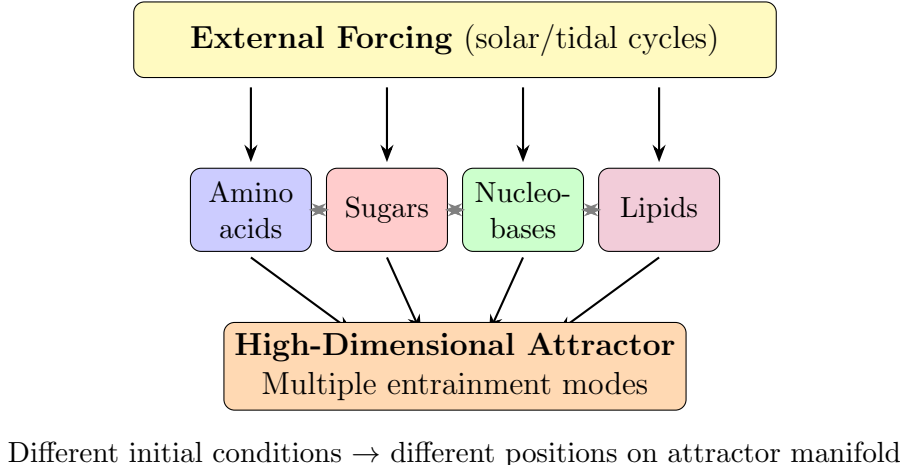 External Forcing (solar/tidal cycles)
Amino
acids
Sugars
Nucleo-
bases
Lipids
High-Dimensional Attractor
Multiple entrainment modes
Different initial conditions → different positions on attractor manifold